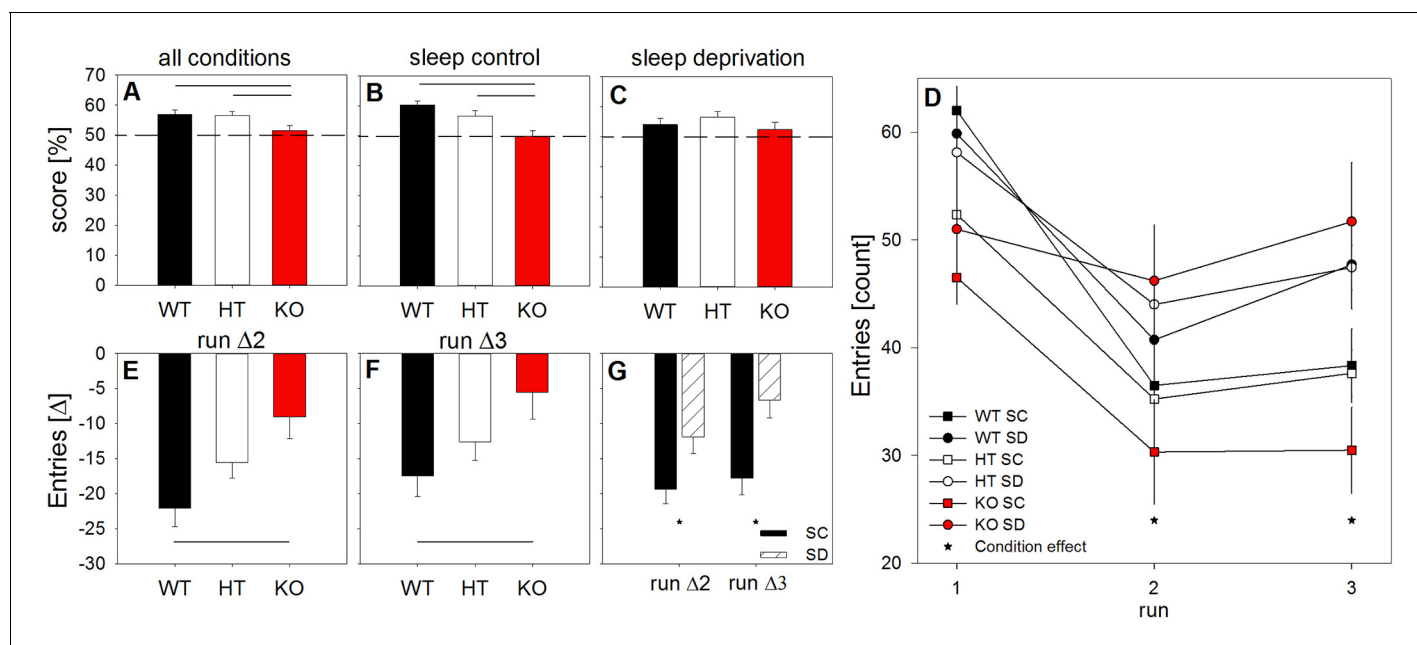 all conditions
sleep control
sleep deprivation
A
B
C
D
score [%]
70
60
50
40
30
20
10
0
WT HT KO
WT HT KO
WT HT KO
run Δ2
run Δ3
E
F
G
Entries [Δ]
0
-5
-10
-15
-20
-25
-30
WT HT KO
WT HT KO
* *
SC
SD
run Δ2 run Δ3
Entries [count]
60
50
40
30
20
WT SC
WT SD
HT SC
HT SD
KO SC
KO SD
Condition effect
1 2 3
run